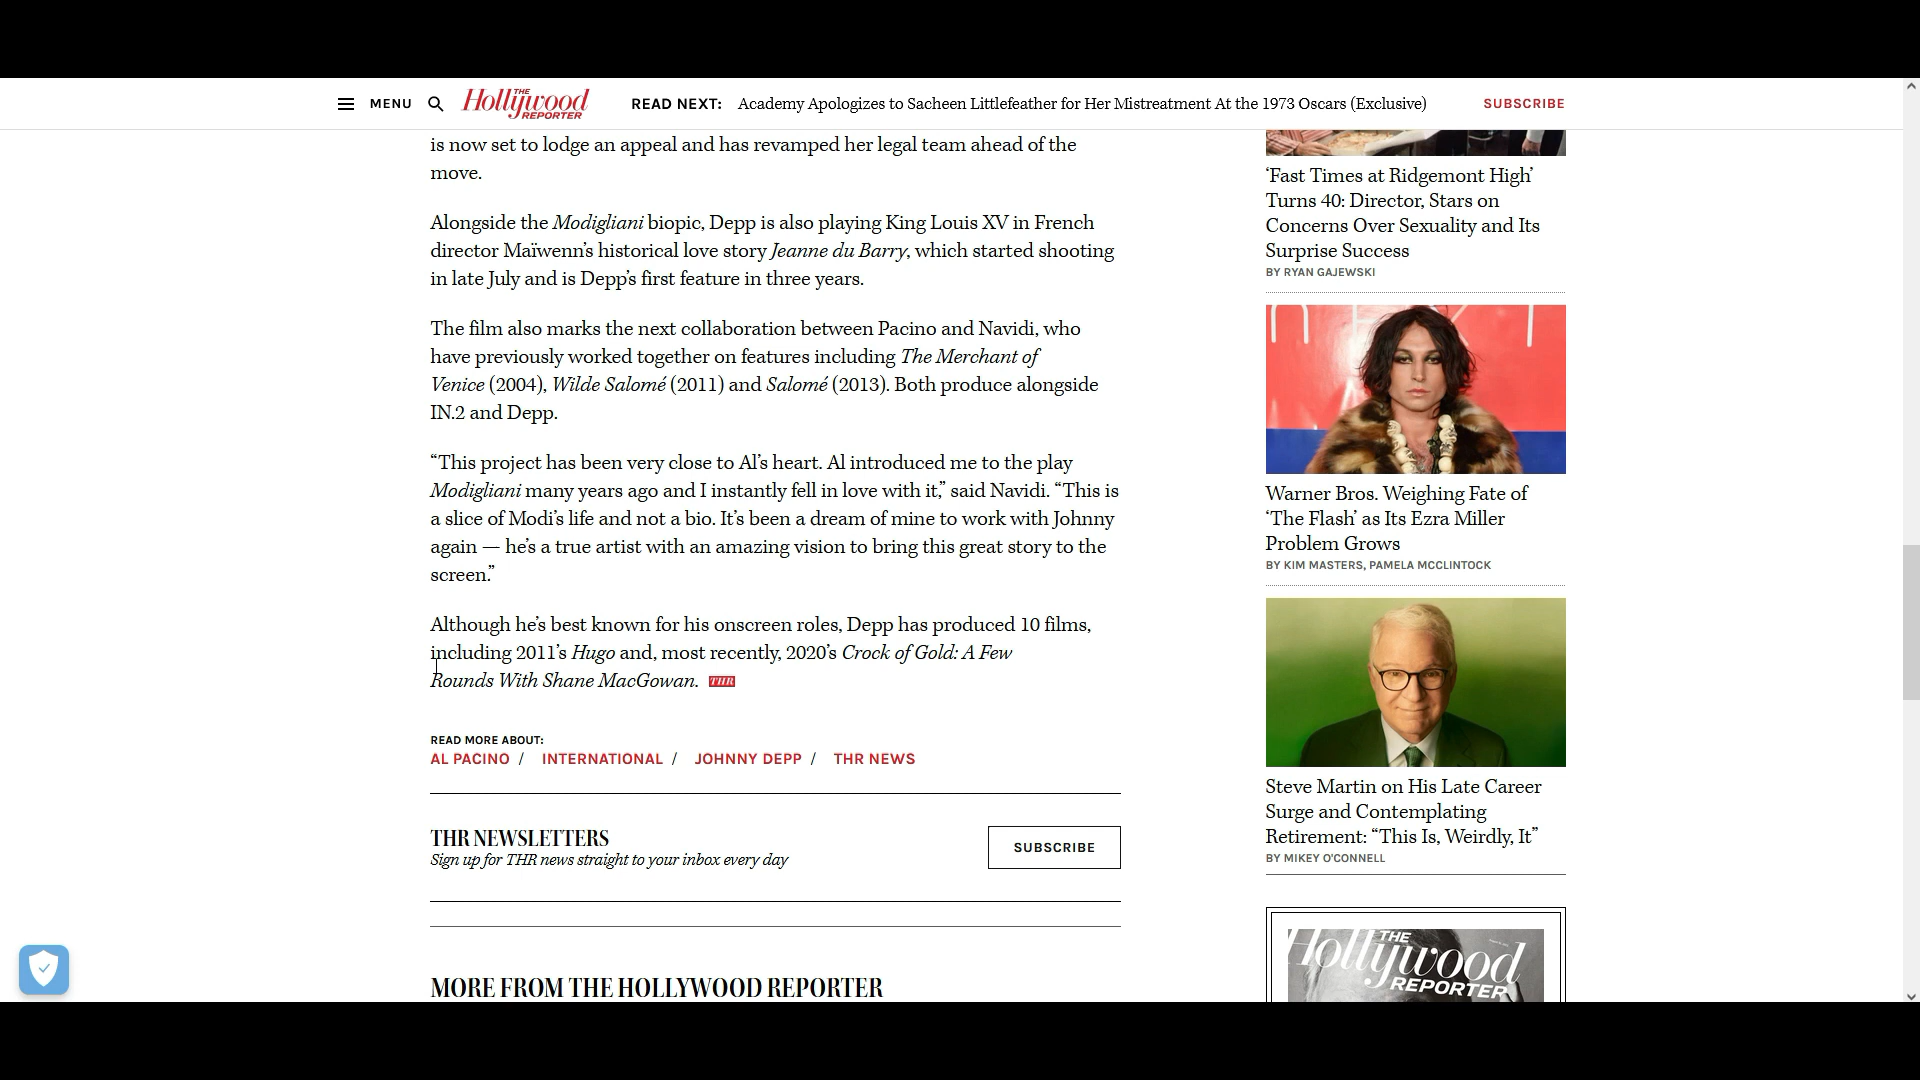 MENU
THE
Hollywood
REPORTER
READ NEXT: Academy Apologizes to Sacheen Littlefeather for Her Mistreatment At the 1973 Oscars (Exclusive)
SUBSCRIBE
is now set to lodge an appeal and has revamped her legal team ahead of the
move.
Alongside the Modigliani biopic, Depp is also playing King Louis XV in French
director Maïwenn’s historical love story Jeanne du Barry, which started shooting
in late July and is Depp’s first feature in three years.
The film also marks the next collaboration between Pacino and Navidi, who
have previously worked together on features including The Merchant of
Venice (2004), Wilde Salomé (2011) and Salomé (2013). Both produce alongside
IN.2 and Depp.
“This project has been very close to Al’s heart. Al introduced me to the play
Modigliani many years ago and I instantly fell in love with it,” said Navidi. “This is
a slice of Modi’s life and not a bio. It’s been a dream of mine to work with Johnny
again — he’s a true artist with an amazing vision to bring this great story to the
screen.”
Although he’s best known for his onscreen roles, Depp has produced 10 films,
including 2011’s Hugo and, most recently, 2020’s Crock of Gold: A Few
Rounds With Shane MacGowan. THR
READ MORE ABOUT:
AL PACINO / INTERNATIONAL / JOHNNY DEPP / THR NEWS
THR NEWSLETTERS
Sign up for THR news straight to your inbox every day
SUBSCRIBE
MORE FROM THE HOLLYWOOD REPORTER
‘Fast Times at Ridgemont High’
Turns 40: Director, Stars on
Concerns Over Sexuality and Its
Surprise Success
BY RYAN GAJEWSKI
Warner Bros. Weighing Fate of
‘The Flash’ as Its Ezra Miller
Problem Grows
BY KIM MASTERS, PAMELA MCCLINTOCK
Steve Martin on His Late Career
Surge and Contemplating
Retirement: “This Is, Weirdly, It”
BY MIKEY O’CONNELL
THE
Hollywood
REPORTER